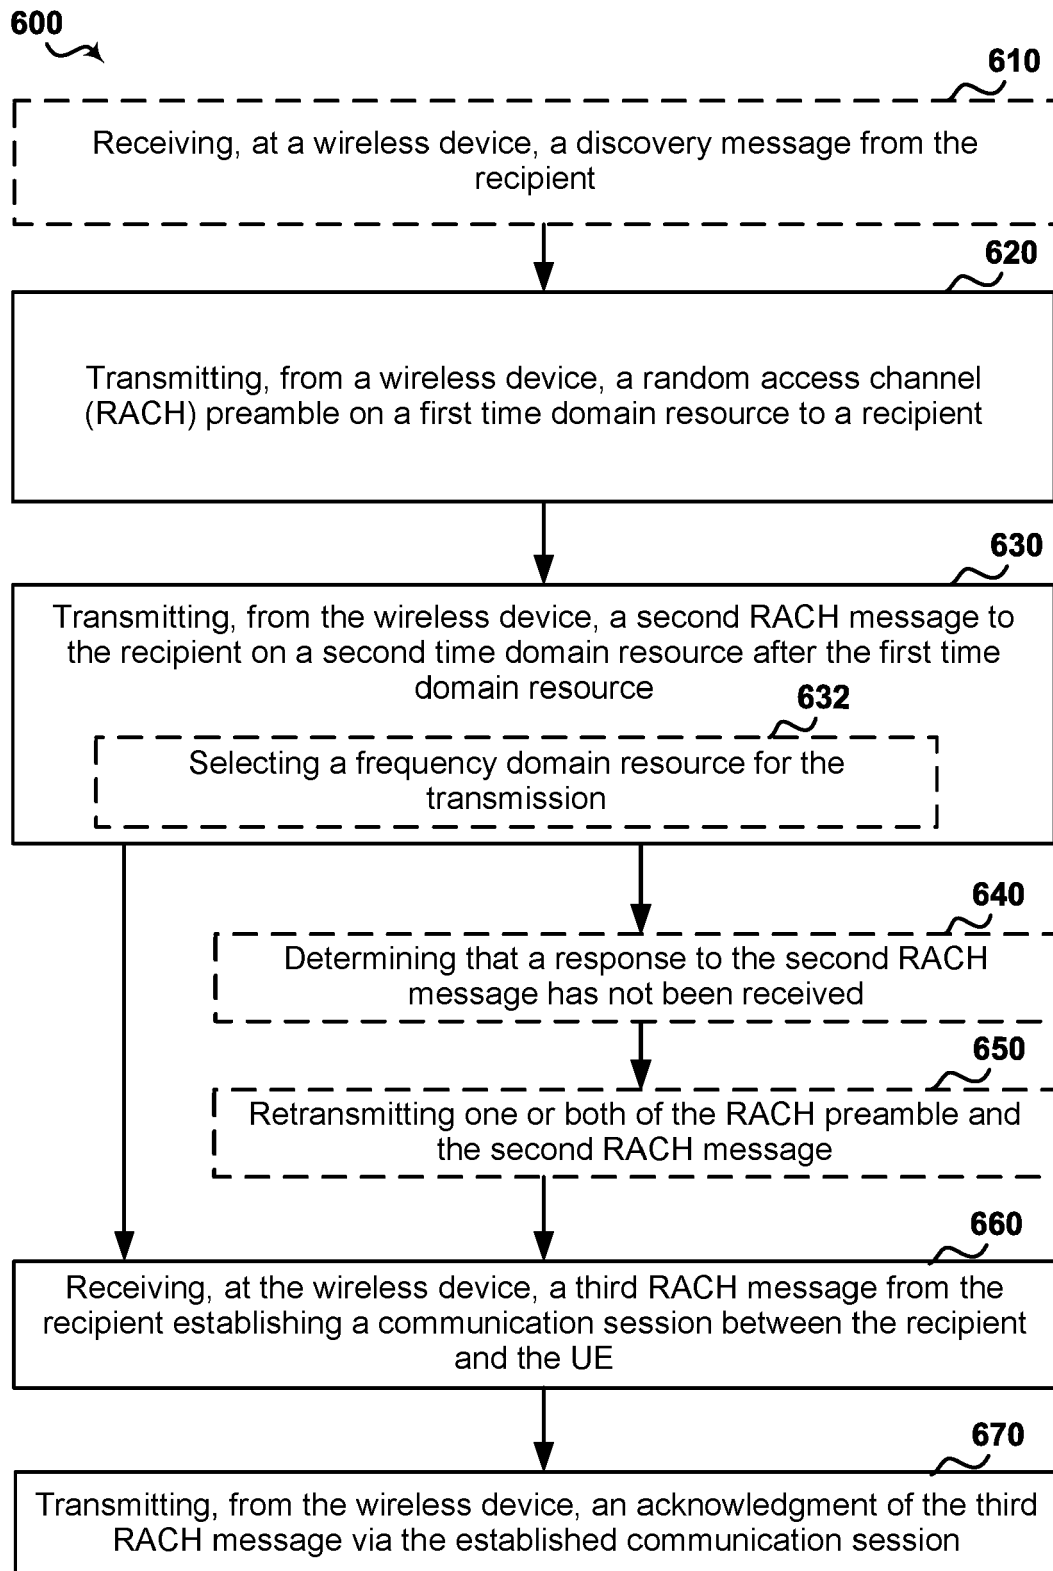 600
610
Receiving, at a wireless device, a discovery message from the
recipient
620
Transmitting, from a wireless device, a random access channel
(RACH) preamble on a first time domain resource to a recipient
630
Transmitting, from the wireless device, a second RACH message to
the recipient on a second time domain resource after the first time
domain resource
632
Selecting a frequency domain resource for the
transmission
640
Determining that a response to the second RACH
message has not been received
650
Retransmitting one or both of the RACH preamble and
the second RACH message
660
Receiving, at the wireless device, a third RACH message from the
recipient establishing a communication session between the recipient
and the UE
670
Transmitting, from the wireless device, an acknowledgment of the third
RACH message via the established communication session